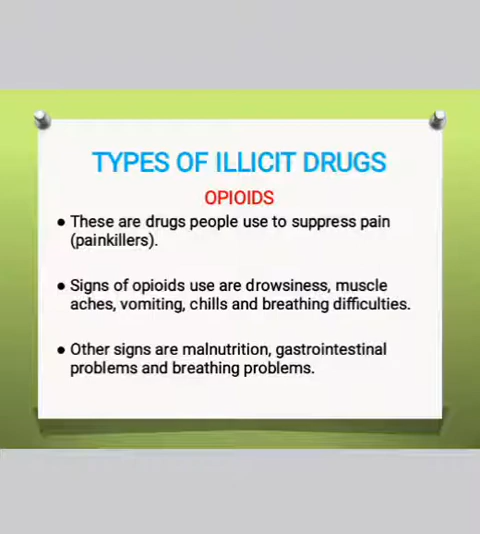 TYPES OF ILLICIT DRUGS
OPIOIDS
● These are drugs people use to suppress pain
(painkillers).
● Signs of opioids use are drowsiness, muscle
aches, vomiting, chills and breathing difficulties.
● Other signs are malnutrition, gastrointestinal
problems and breathing problems.